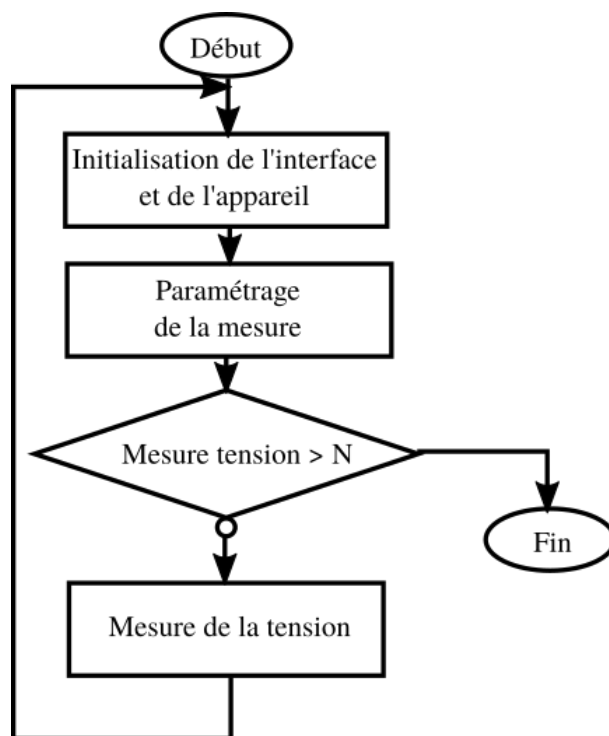 Début
Initialisation de l'interface
et de l'appareil
Paramétrage
de la mesure
Mesure tension > N
Fin
Mesure de la tension